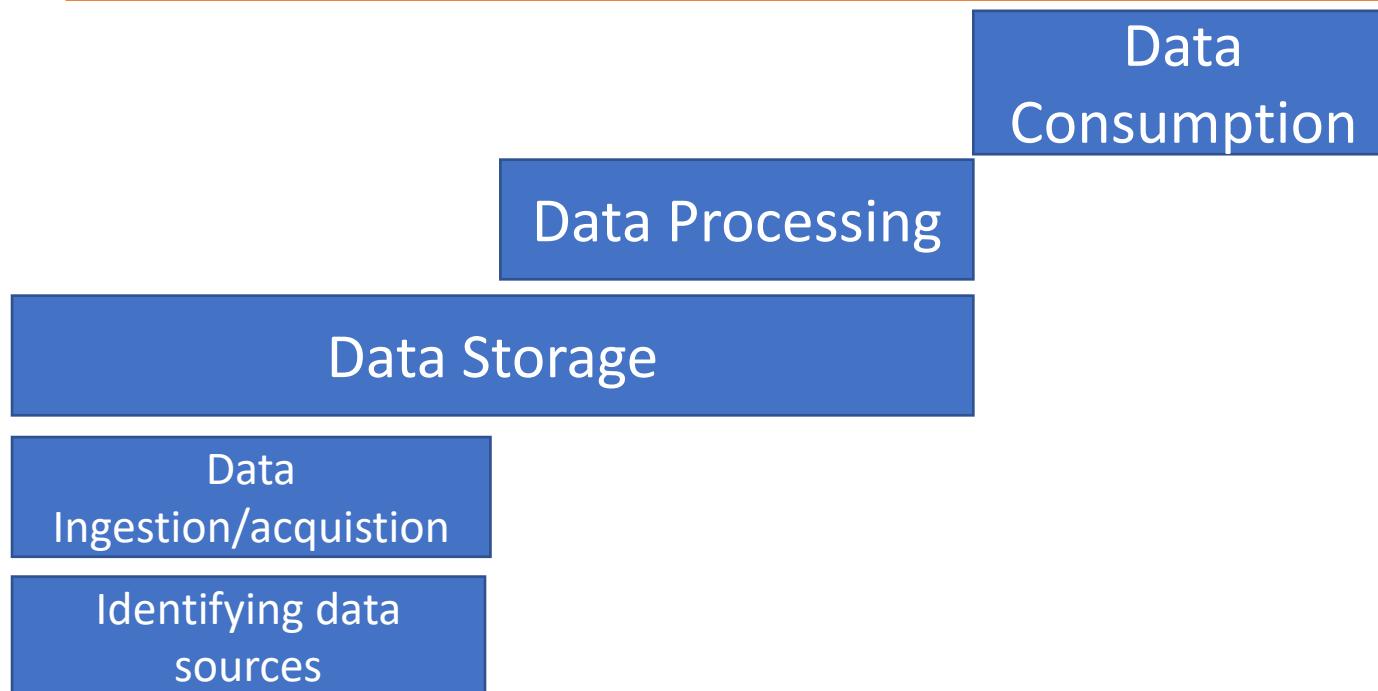 Data
Consumption
Data Processing
Data Storage
Data
Ingestion/acquistion
Identifying data
sources